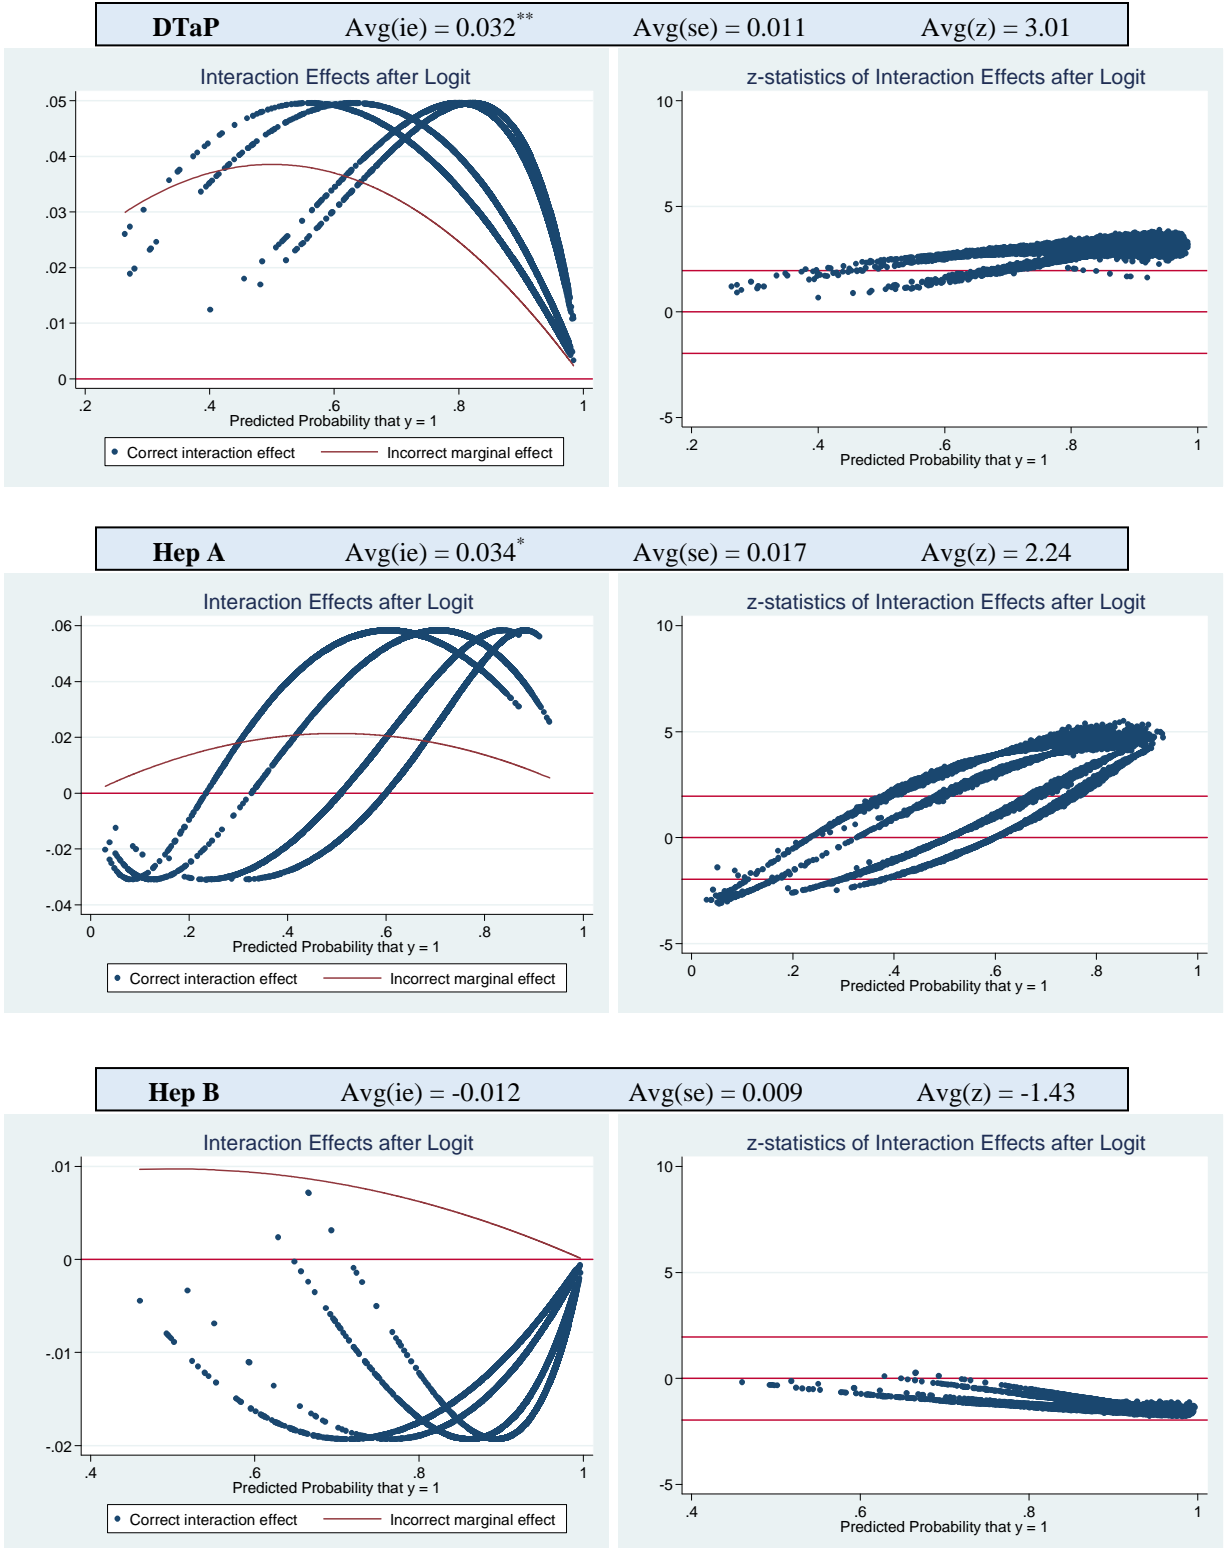 DTaP Avg(ie) = 0.032** Avg(se) = 0.011 Avg(z) = 3.01
Interaction Effects after Logit
.05
.04
.03
.02
.01
0
.2 .4 .6 .8 1
Predicted Probability that y = 1
Correct interaction effect Incorrect marginal effect
z-statistics of Interaction Effects after Logit
10
5
0
-5
.2 .4 .6 .8 1
Predicted Probability that y = 1
Hep A Avg(ie) = 0.034* Avg(se) = 0.017 Avg(z) = 2.24
Interaction Effects after Logit
.06
.04
.02
0
-.02
-.04
0 .2 .4 .6 .8 1
Predicted Probability that y = 1
Correct interaction effect Incorrect marginal effect
z-statistics of Interaction Effects after Logit
10
5
0
-5
0 .2 .4 .6 .8 1
Predicted Probability that y = 1
Hep B Avg(ie) = -0.012 Avg(se) = 0.009 Avg(z) = -1.43
Interaction Effects after Logit
.01
0
-.01
-.02
.4 .6 .8 1
Predicted Probability that y = 1
Correct interaction effect Incorrect marginal effect
z-statistics of Interaction Effects after Logit
10
5
0
-5
.4 .6 .8 1
Predicted Probability that y = 1